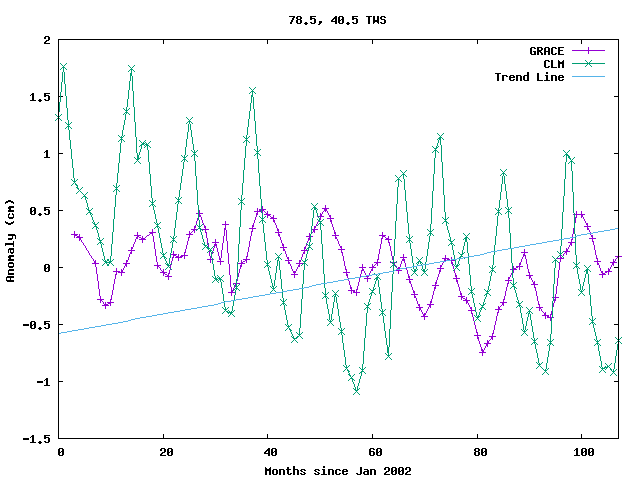 78.5, 40.5 TWS
GRACE
CLM
Trend Line
2
1.5
1
0.5
0
-0.5
-1
-1.5
Anomaly (cm)
0 20 40 60 80 100
Months since Jan 2002